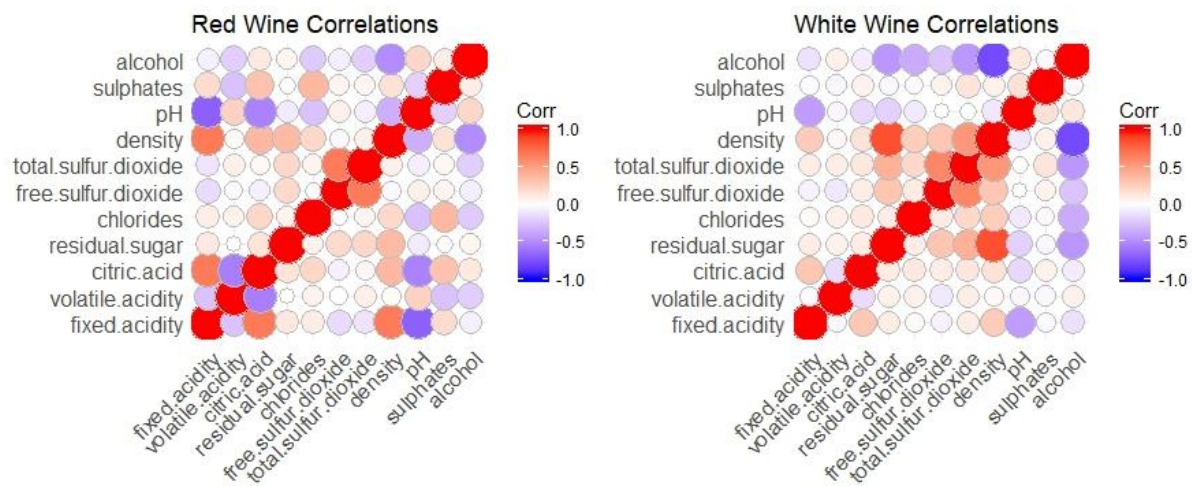 Red Wine Correlations
alcohol
sulphates
pH
density
total.sulfur.dioxide
free.sulfur.dioxide
chlorides
residual.sugar
citric.acid
volatile.acidity
fixed.acidity
fixed.acidity
volatile.acidity
citric.acid
residual.sugar
chlorides
free.sulfur.dioxide
total.sulfur.dioxide
density
pH
sulphates
alcohol
Corr
1.0
0.5
0.0
-0.5
-1.0
White Wine Correlations
alcohol
sulphates
pH
density
total.sulfur.dioxide
free.sulfur.dioxide
chlorides
residual.sugar
citric.acid
volatile.acidity
fixed.acidity
fixed.acidity
volatile.acidity
citric.acid
residual.sugar
chlorides
free.sulfur.dioxide
total.sulfur.dioxide
density
pH
sulphates
alcohol
Corr
1.0
0.5
0.0
-0.5
-1.0